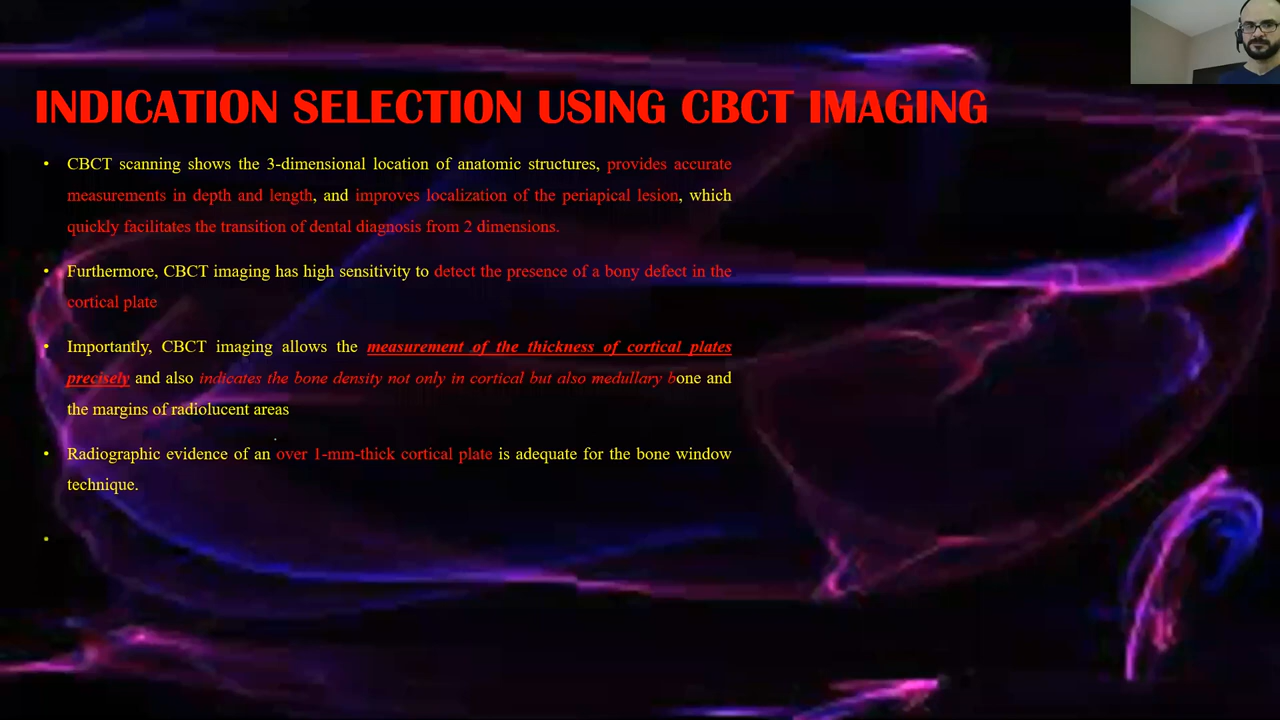 INDICATION SELECTION USING CBCT IMAGING
• CBCT scanning shows the 3-dimensional location of anatomic structures, provides accurate
measurements in depth and length, and improves localization of the periapical lesion, which
quickly facilitates the transition of dental diagnosis from 2 dimensions.
• Furthermore, CBCT imaging has high sensitivity to detect the presence of a bony defect in the
cortical plate
• Importantly, CBCT imaging allows the measurement of the thickness of cortical plates
precisely and also indicates the bone density not only in cortical but also medullary bone and
the margins of radiolucent areas
• Radiographic evidence of an over 1-mm-thick cortical plate is adequate for the bone window
technique.
•